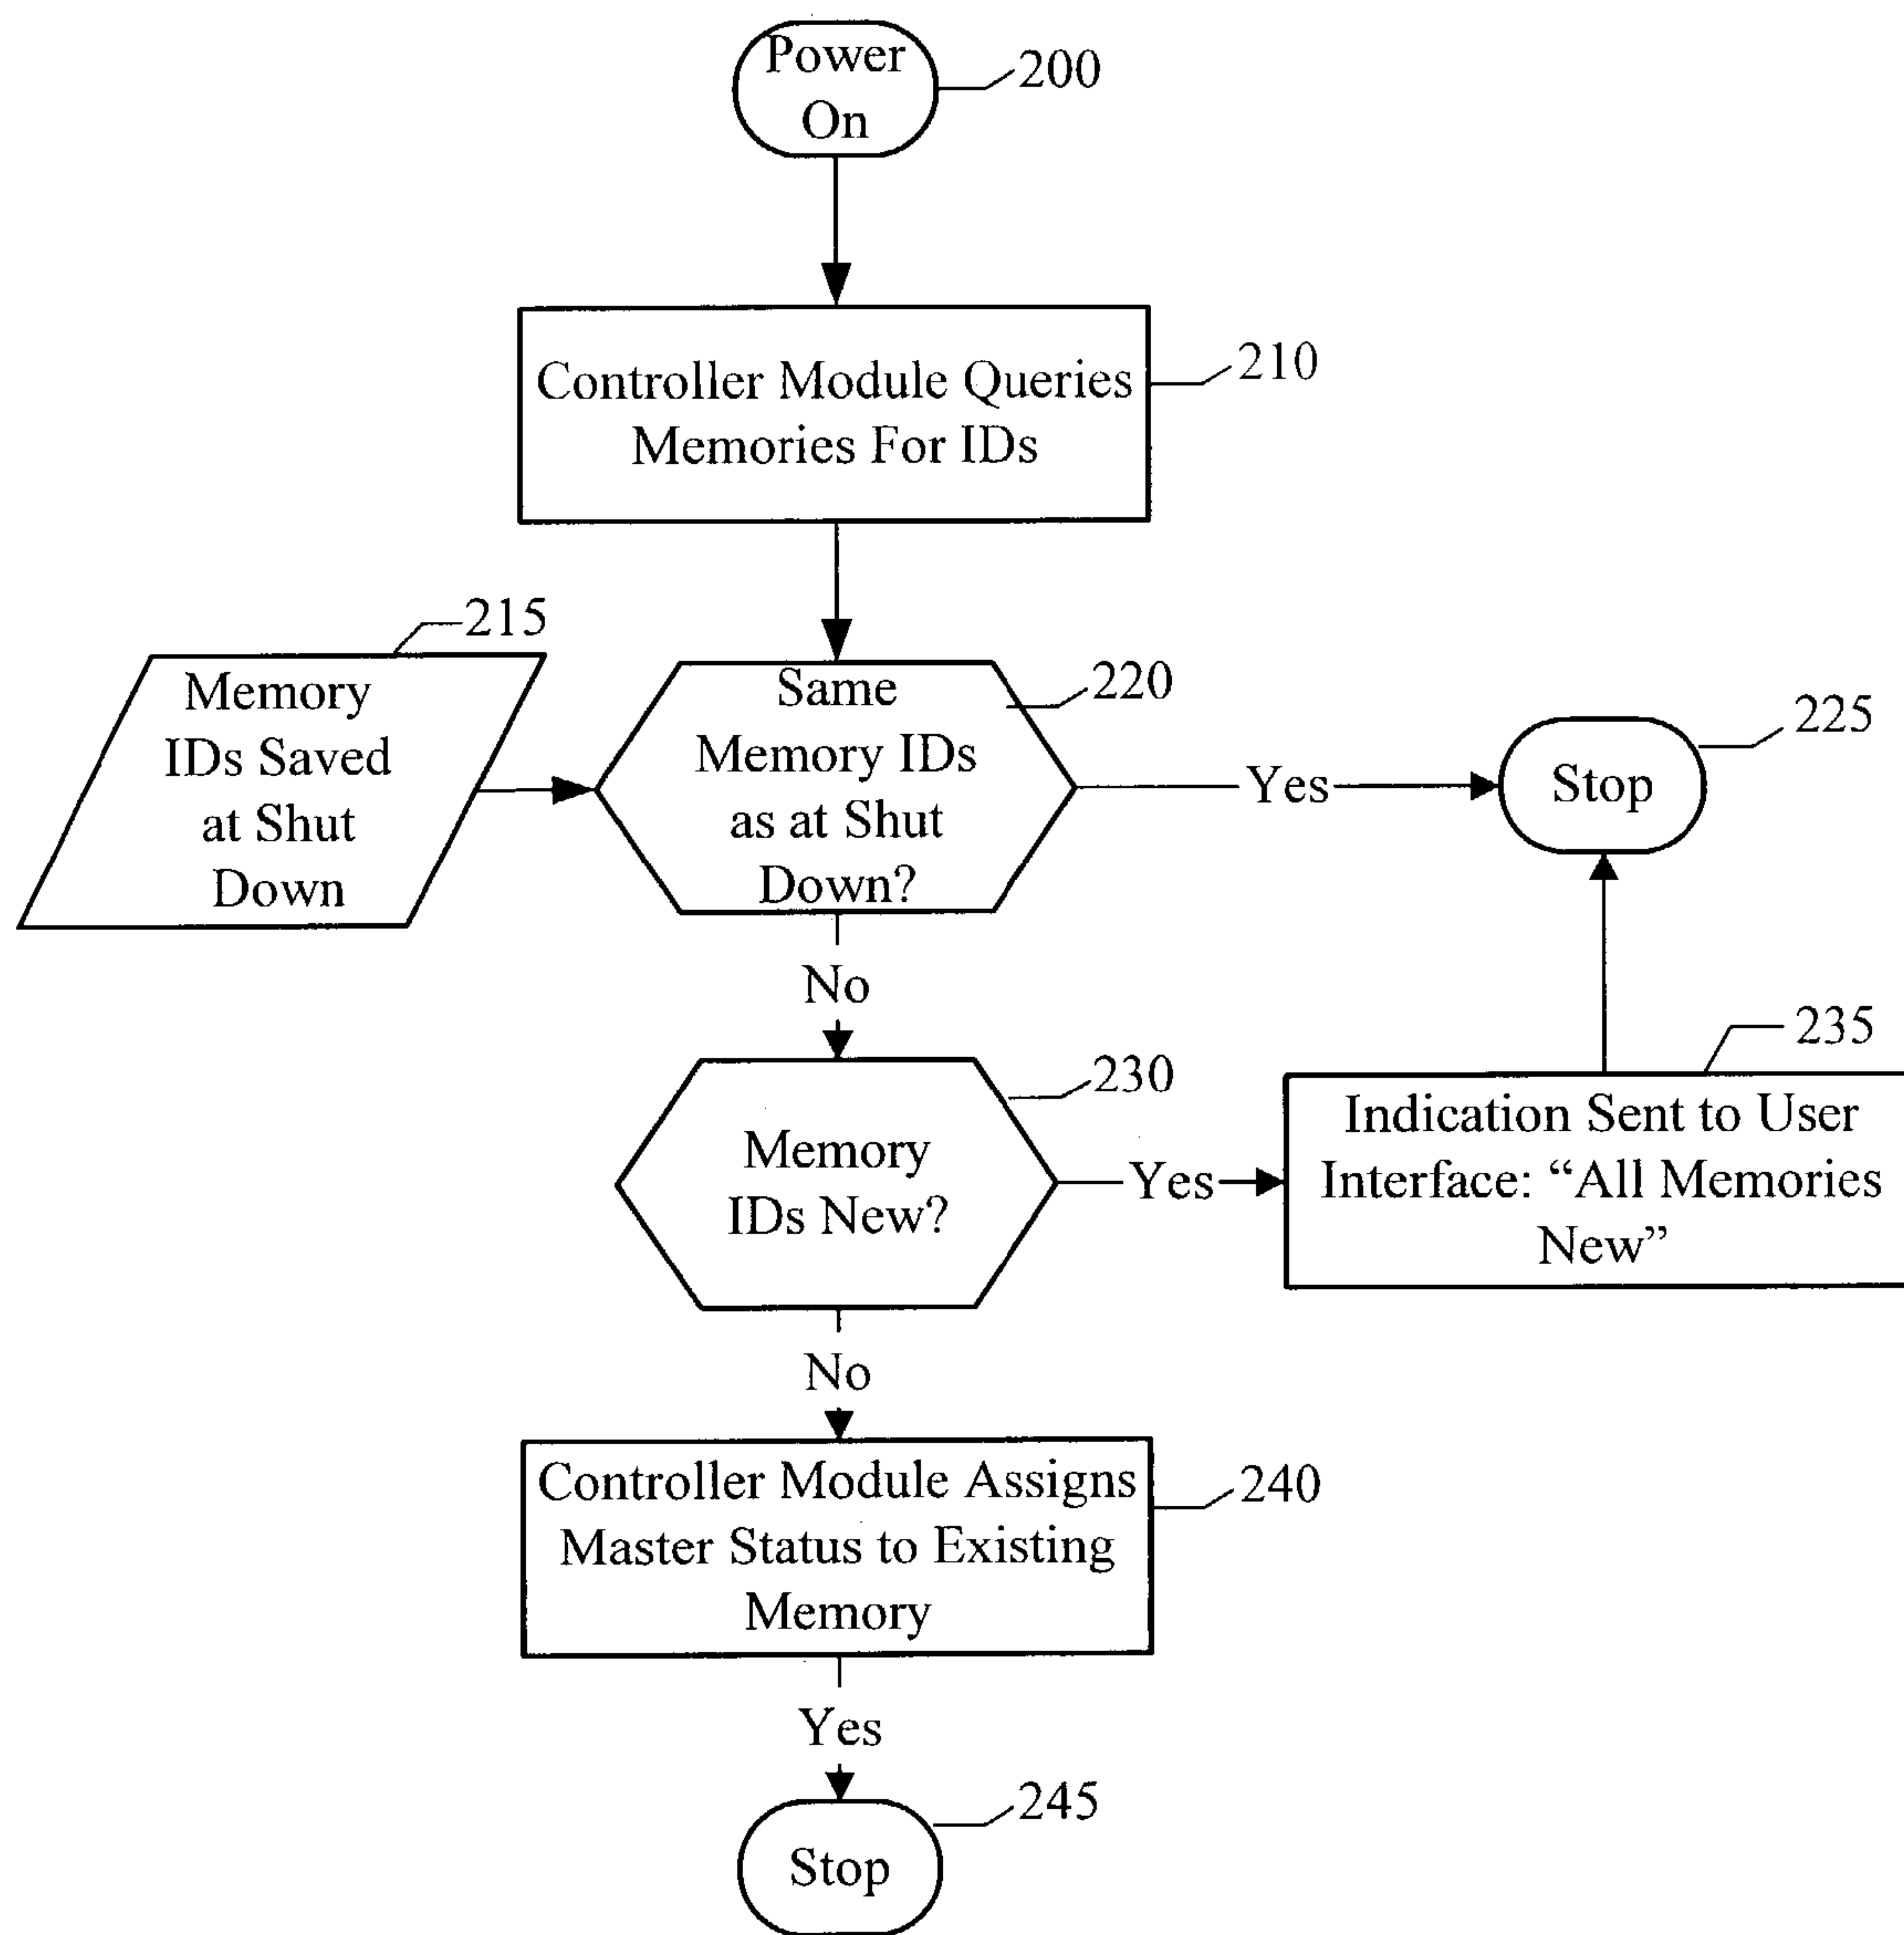 Power
On
200
Controller Module Queries
Memories For IDs
210
215
Memory
IDs Saved
at Shut
Down
Same
Memory IDs
as at Shut
Down?
220
Yes
225
Stop
No
230
Memory
IDs New?
Yes
235
Indication Sent to User
Interface: “All Memories
New”
No
Controller Module Assigns
Master Status to Existing
Memory
240
Yes
245
Stop